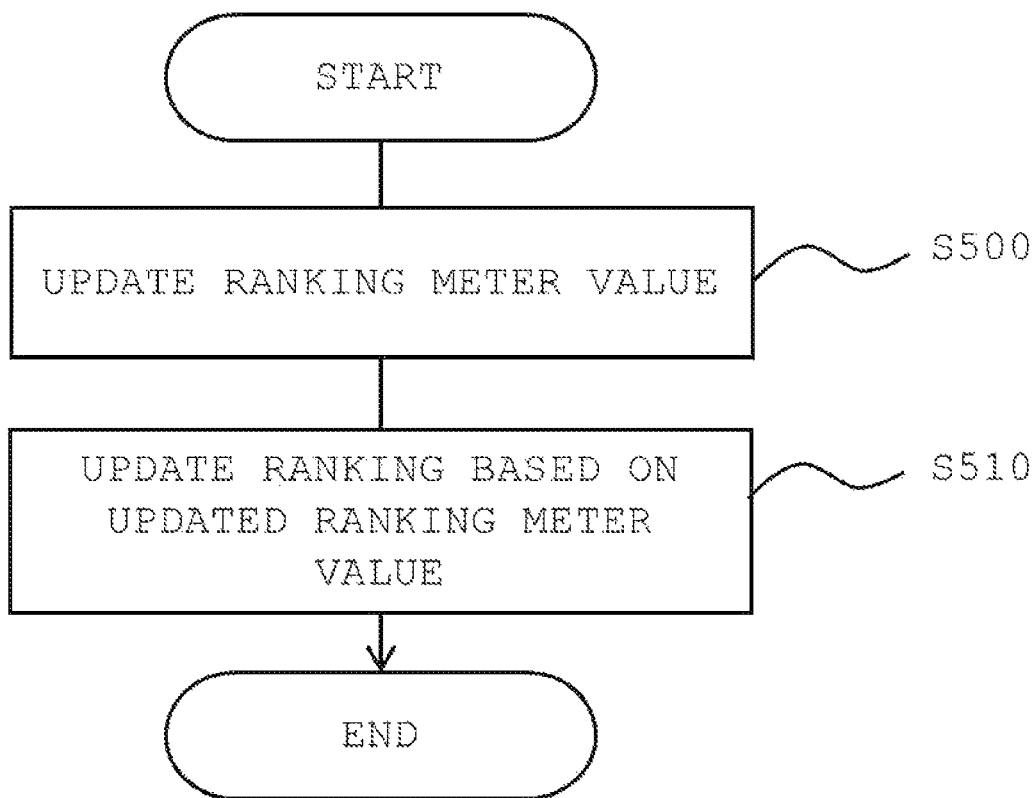 START
UPDATE RANKING METER VALUE
S500
UPDATE RANKING BASED ON
UPDATED RANKING METER
VALUE
S510
END